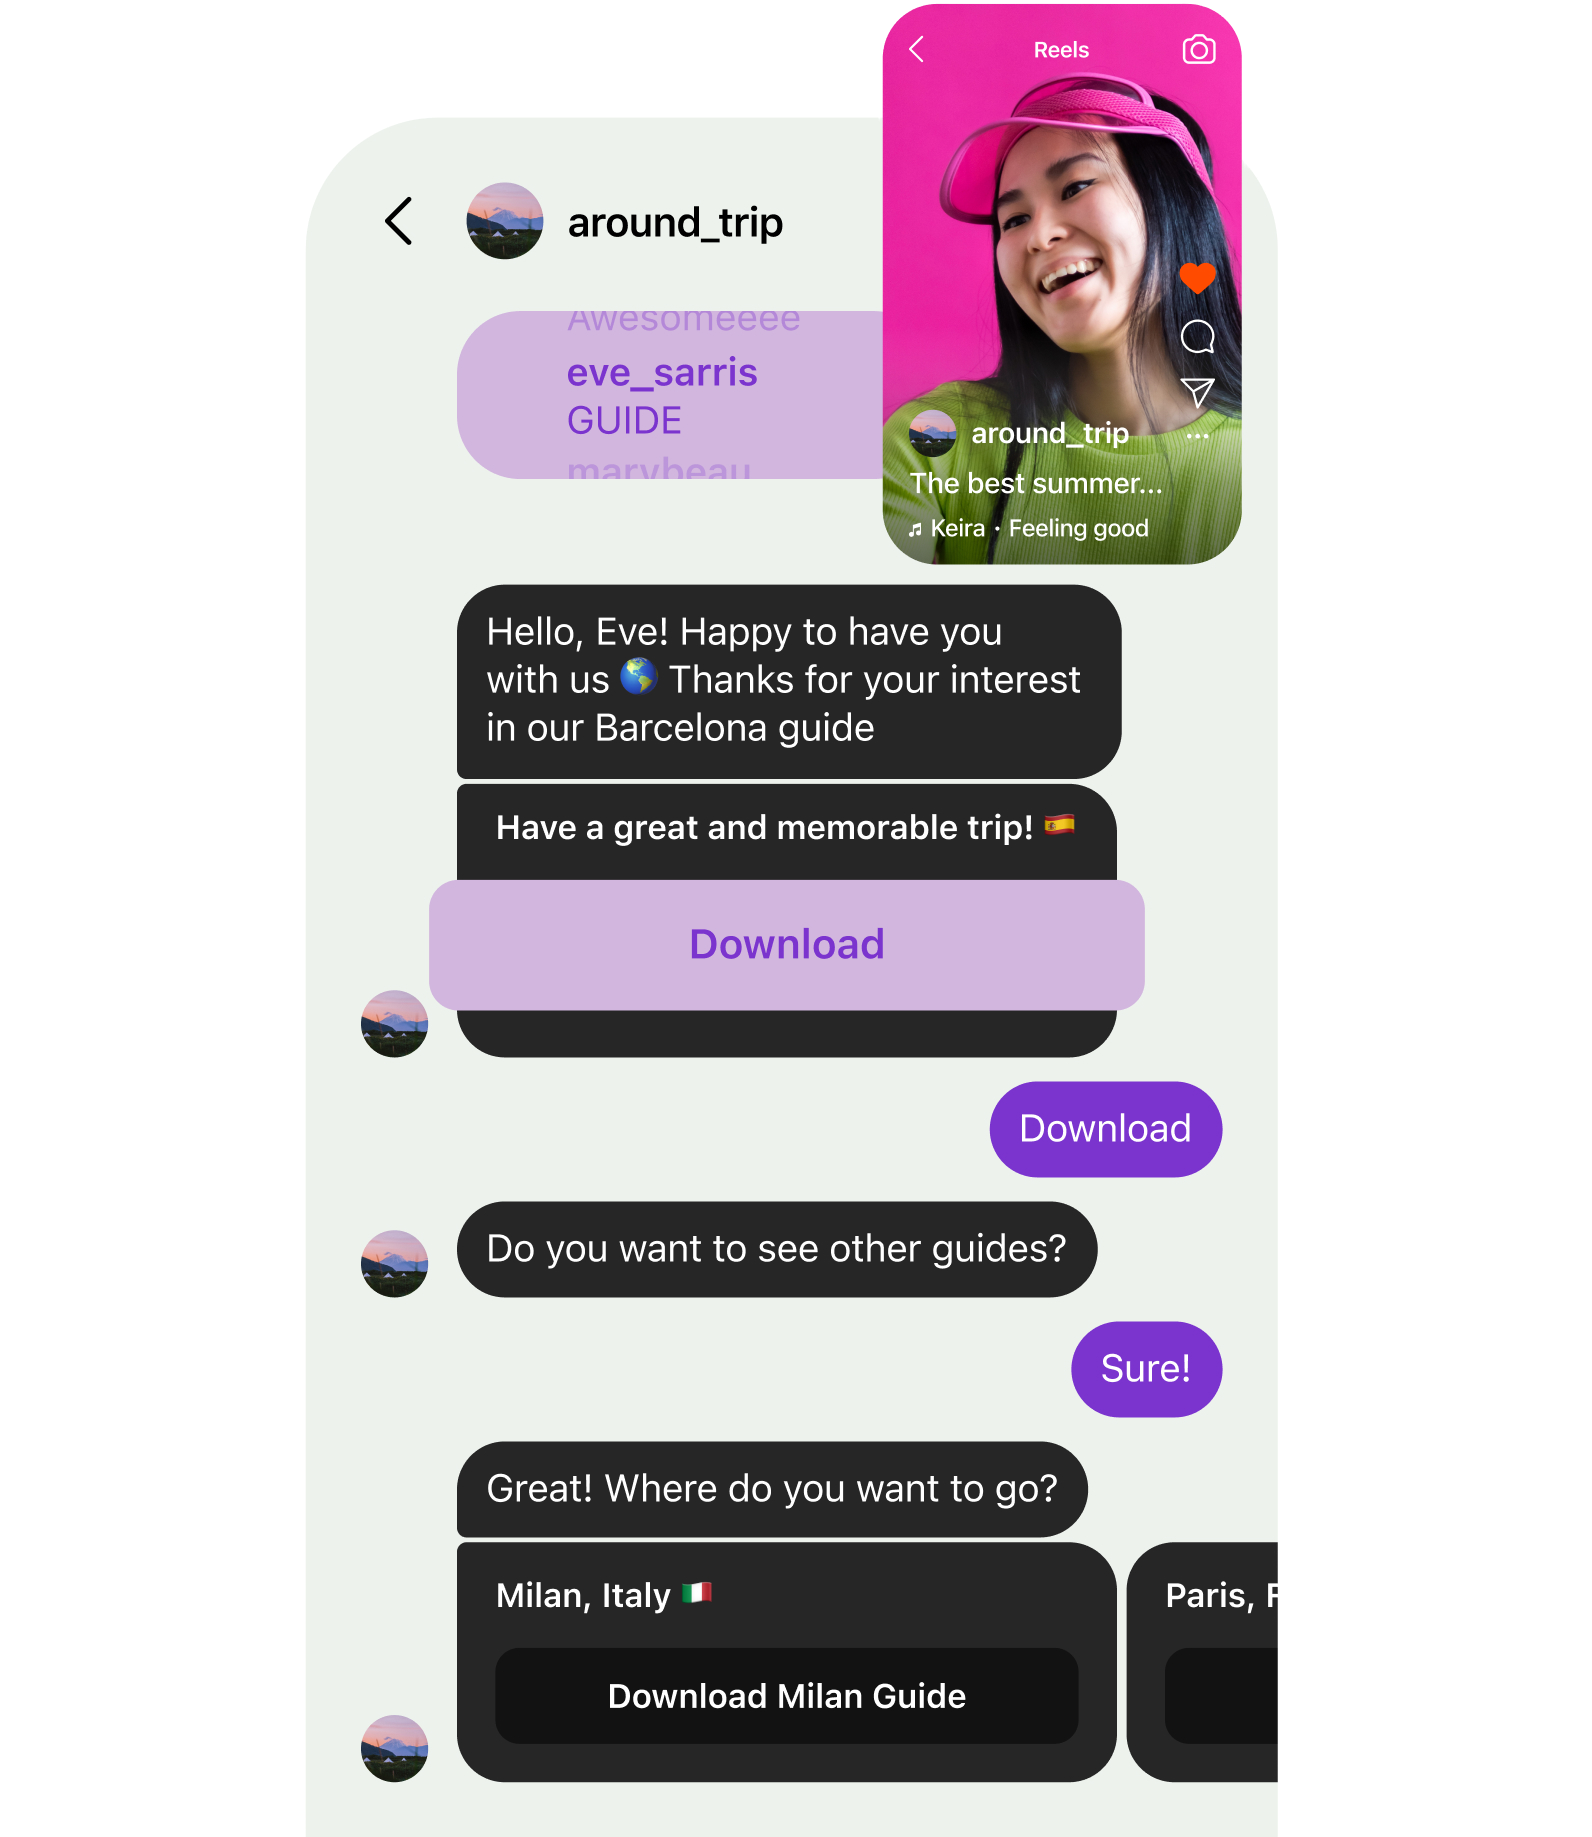 Reels
around_trip
Awesomeeee
eve_sarris
GUIDE
marybeau
around_trip
The best summer...
Keira · Feeling good
Hello, Eve! Happy to have you
with us 🌎 Thanks for your interest
in our Barcelona guide
Have a great and memorable trip! 🇪🇸
Download
Download
Do you want to see other guides?
Sure!
Great! Where do you want to go?
Milan, Italy 🇮🇹
Paris, F
Download Milan Guide